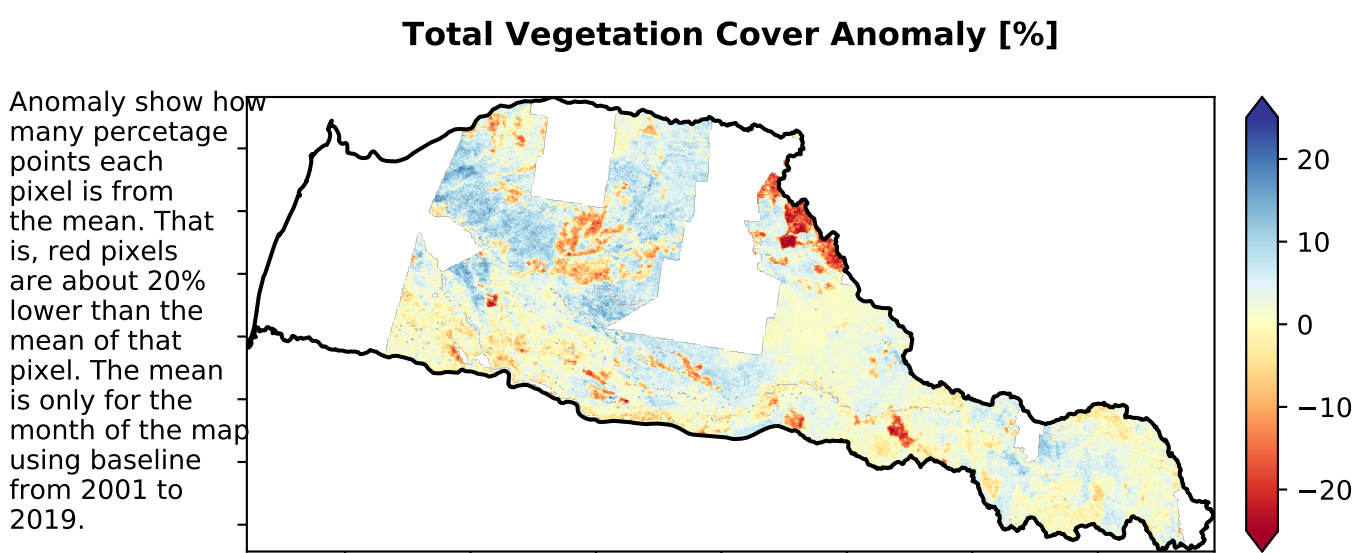 Total Vegetation Cover Anomaly [%]
Anomaly show how
many percetage
points each
pixel is from
the mean. That
is, red pixels
are about 20%
lower than the
mean of that
pixel. The mean
is only for the
month of the map
using baseline
from 2001 to
2019.
20
10
0
−10
−20